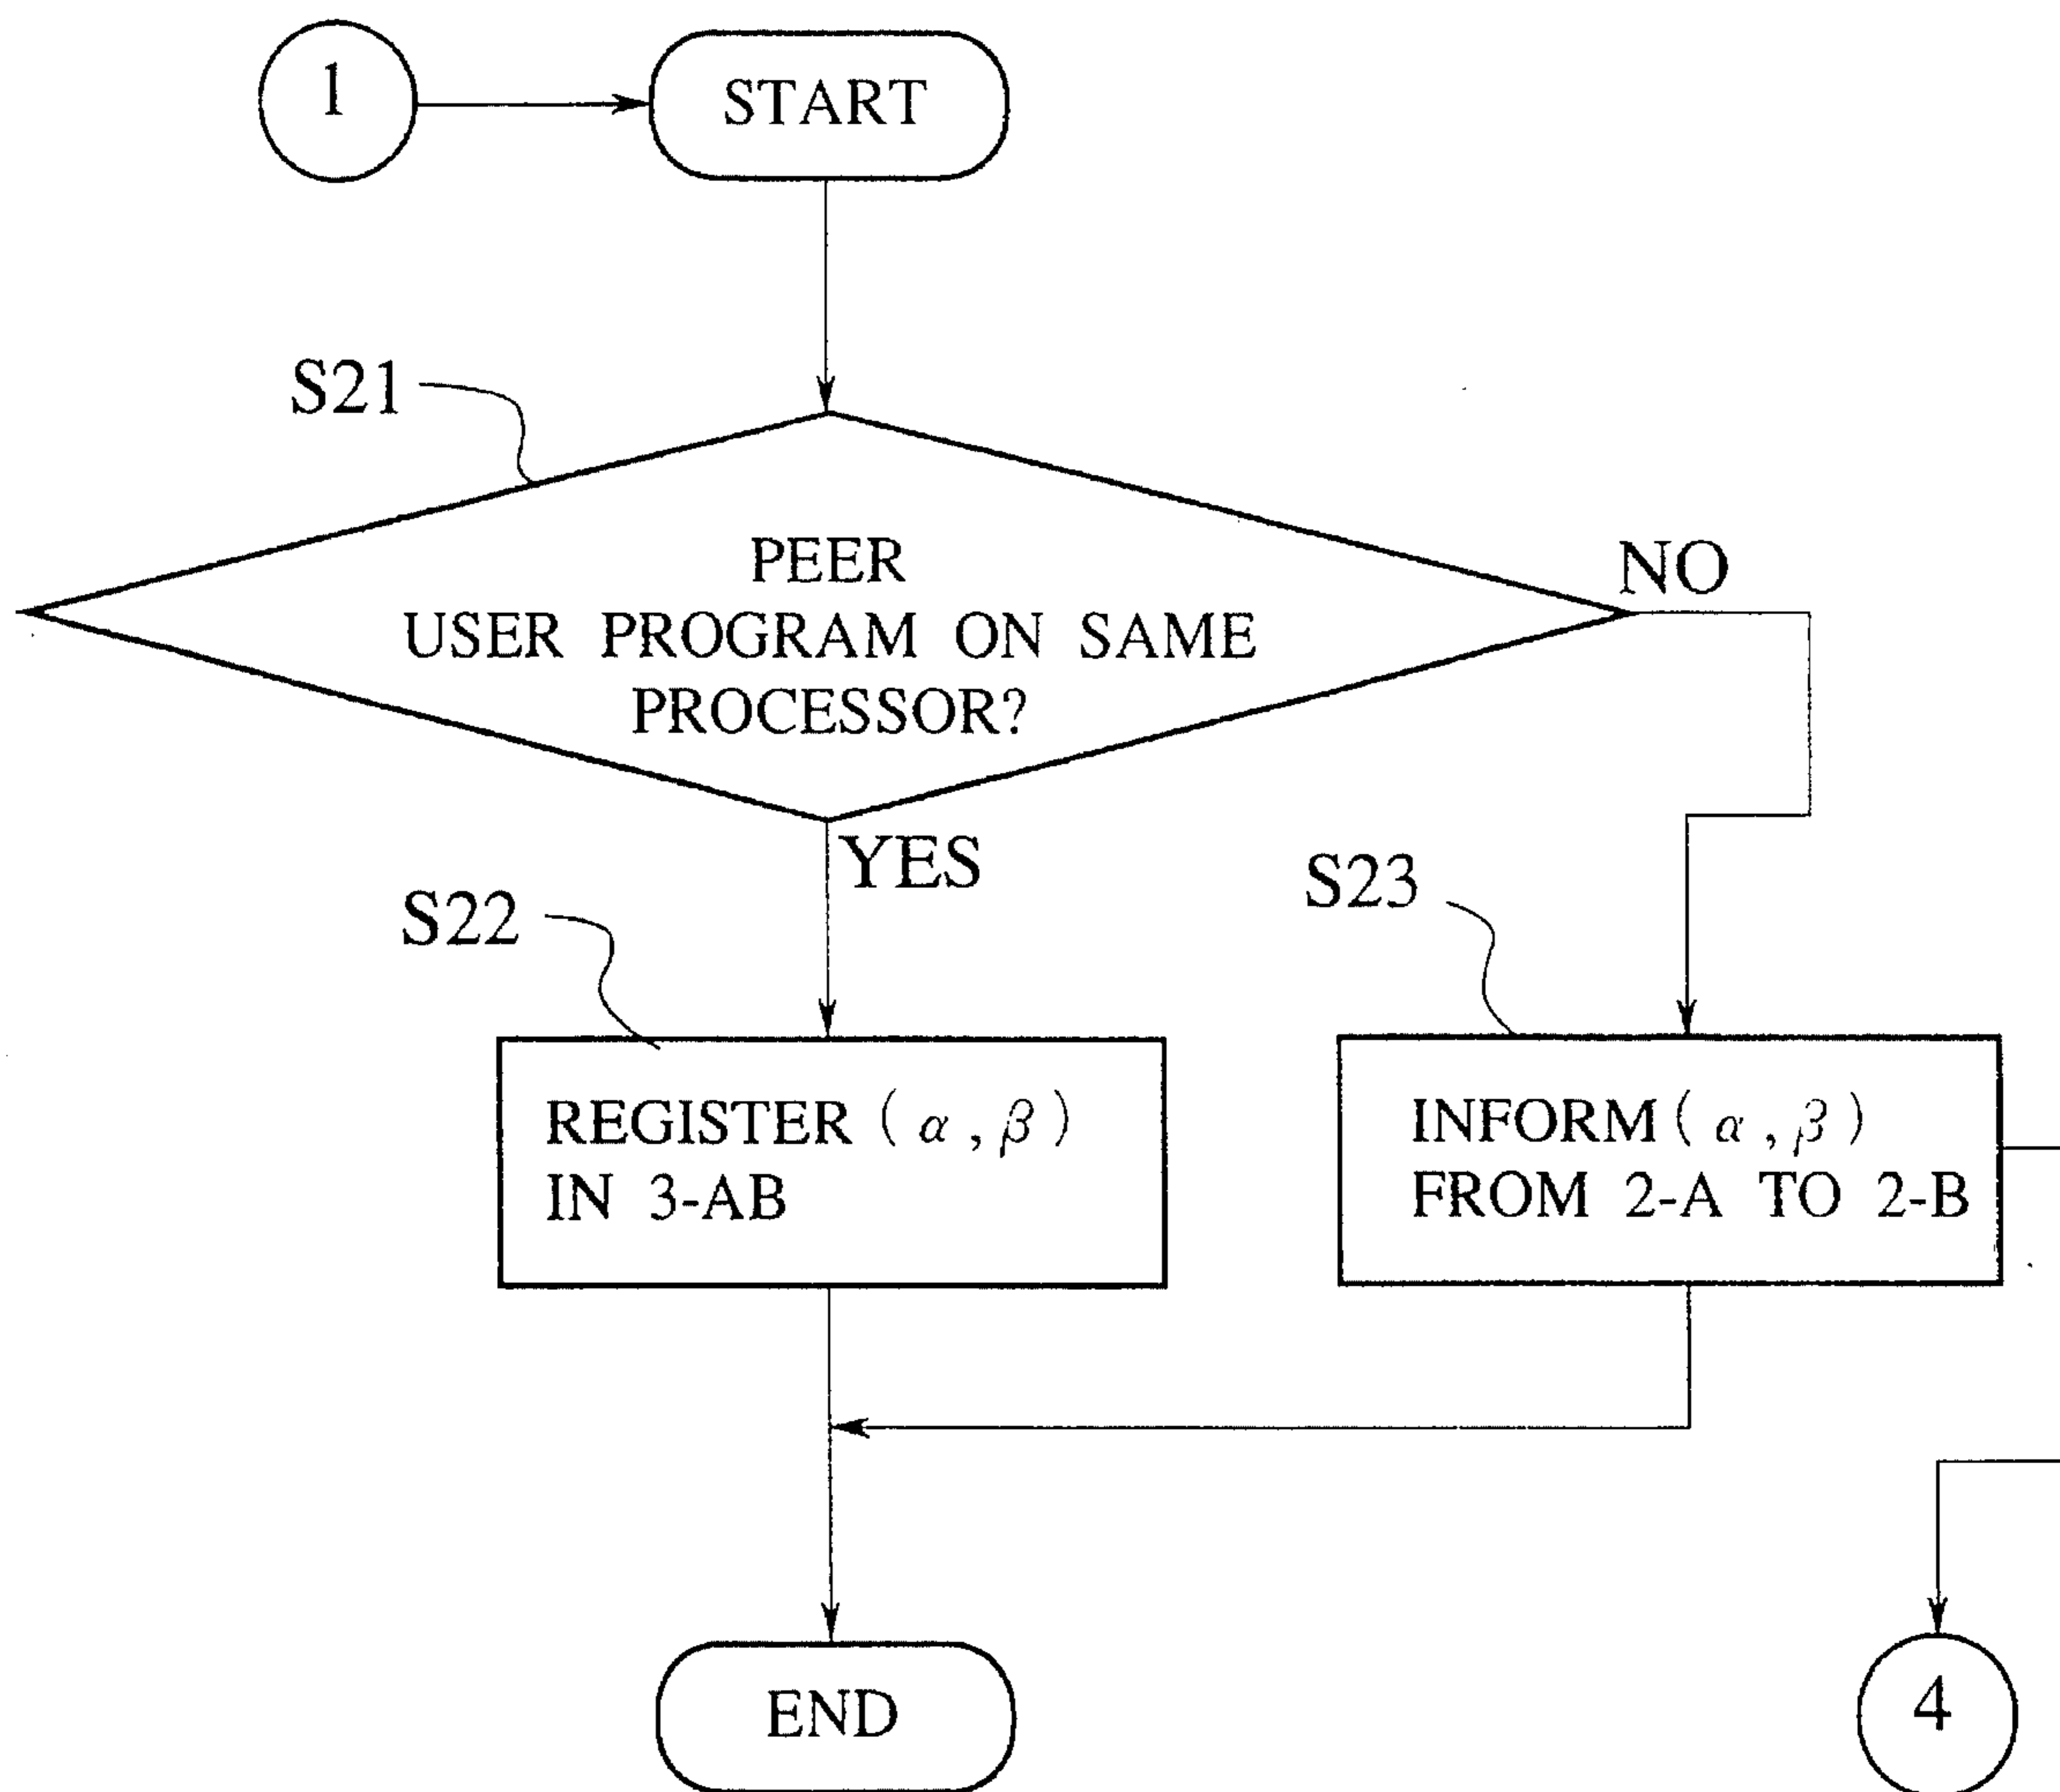 1
START
S21
PEER
USER PROGRAM ON SAME
PROCESSOR?
NO
YES
S22
S23
REGISTER (α, β)
IN 3-AB
INFORM (α, β)
FROM 2-A TO 2-B
END
4